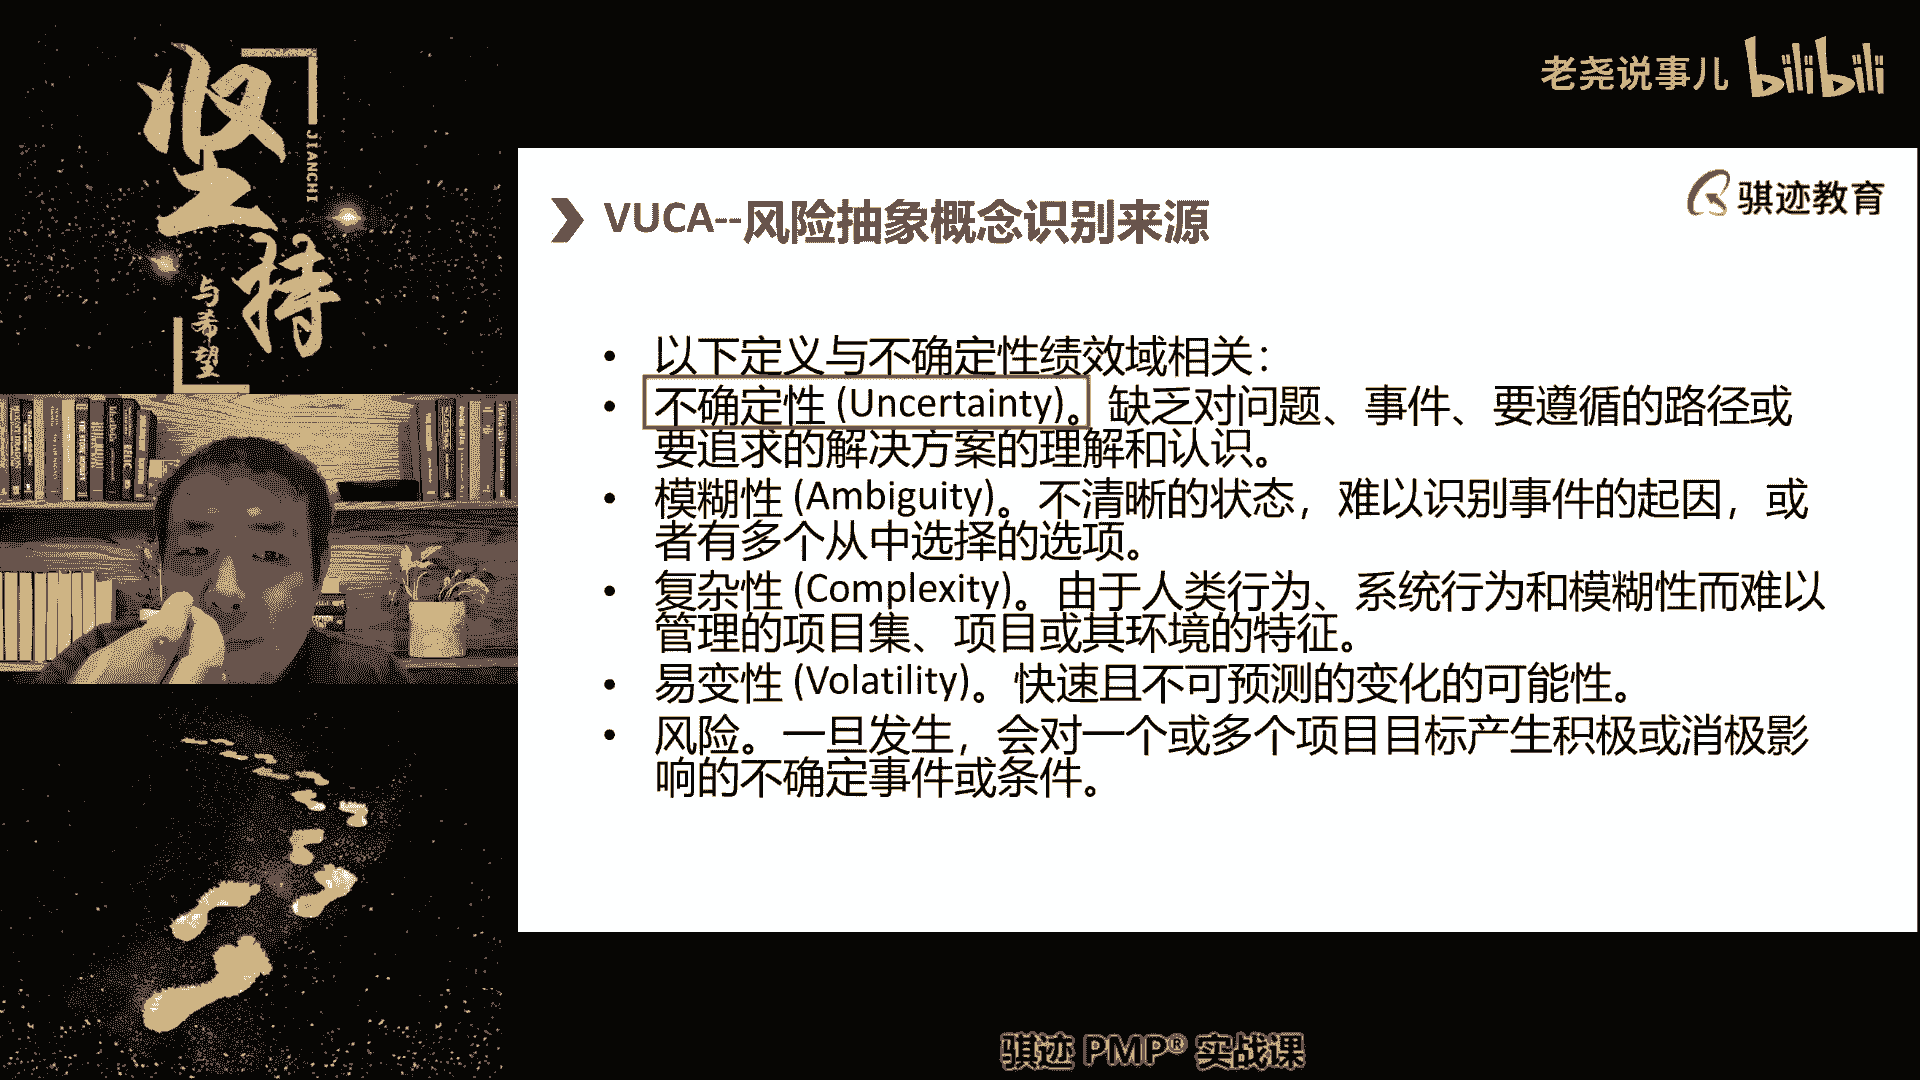 坚持
JIANCHI
与希望
老尧说事儿 bilibili
骐迹教育
VUCA--风险抽象概念识别来源
• 以下定义与不确定性绩效域相关：
• 不确定性 (Uncertainty)。缺乏对问题、事件、要遵循的路径或
要追求的解决方案的理解和认识。
• 模糊性 (Ambiguity)。不清晰的状态，难以识别事件的起因，或
者有多个从中选择的选项。
• 复杂性 (Complexity)。由于人类行为、系统行为和模糊性而难以
管理的项目集、项目或其环境的特征。
• 易变性 (Volatility)。快速且不可预测的变化的可能性。
• 风险。一旦发生，会对一个或多个项目目标产生积极或消极影
响的不确定事件或条件。
骐迹 PMP® 实战课